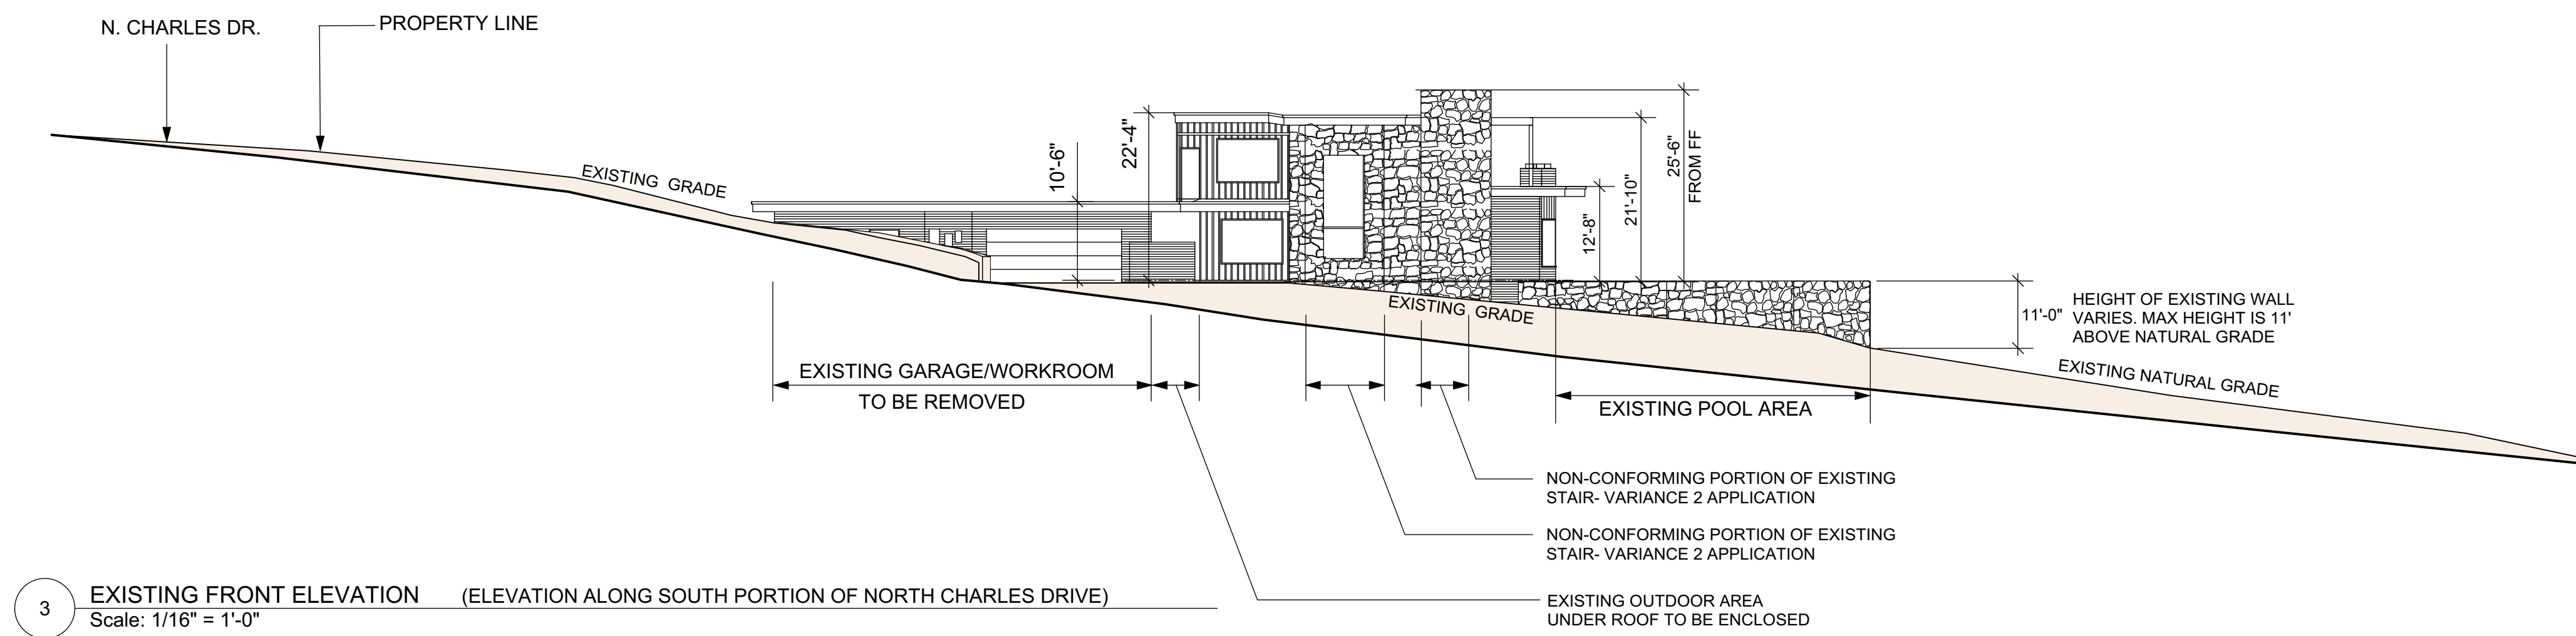 N. CHARLES DR.
PROPERTY LINE
EXISTING GRADE
10'-6"
22'-4"
25'-6"
FROM FF
21'-10"
12'-8"
EXISTING GRADE
11'-0"
HEIGHT OF EXISTING WALL
VARIES. MAX HEIGHT IS 11'
ABOVE NATURAL GRADE
EXISTING NATURAL GRADE
EXISTING GARAGE/WORKROOM
TO BE REMOVED
EXISTING POOL AREA
NON-CONFORMING PORTION OF EXISTING
STAIR- VARIANCE 2 APPLICATION
NON-CONFORMING PORTION OF EXISTING
STAIR- VARIANCE 2 APPLICATION
EXISTING OUTDOOR AREA
UNDER ROOF TO BE ENCLOSED
3
EXISTING FRONT ELEVATION (ELEVATION ALONG SOUTH PORTION OF NORTH CHARLES DRIVE)
Scale: 1/16" = 1'-0"